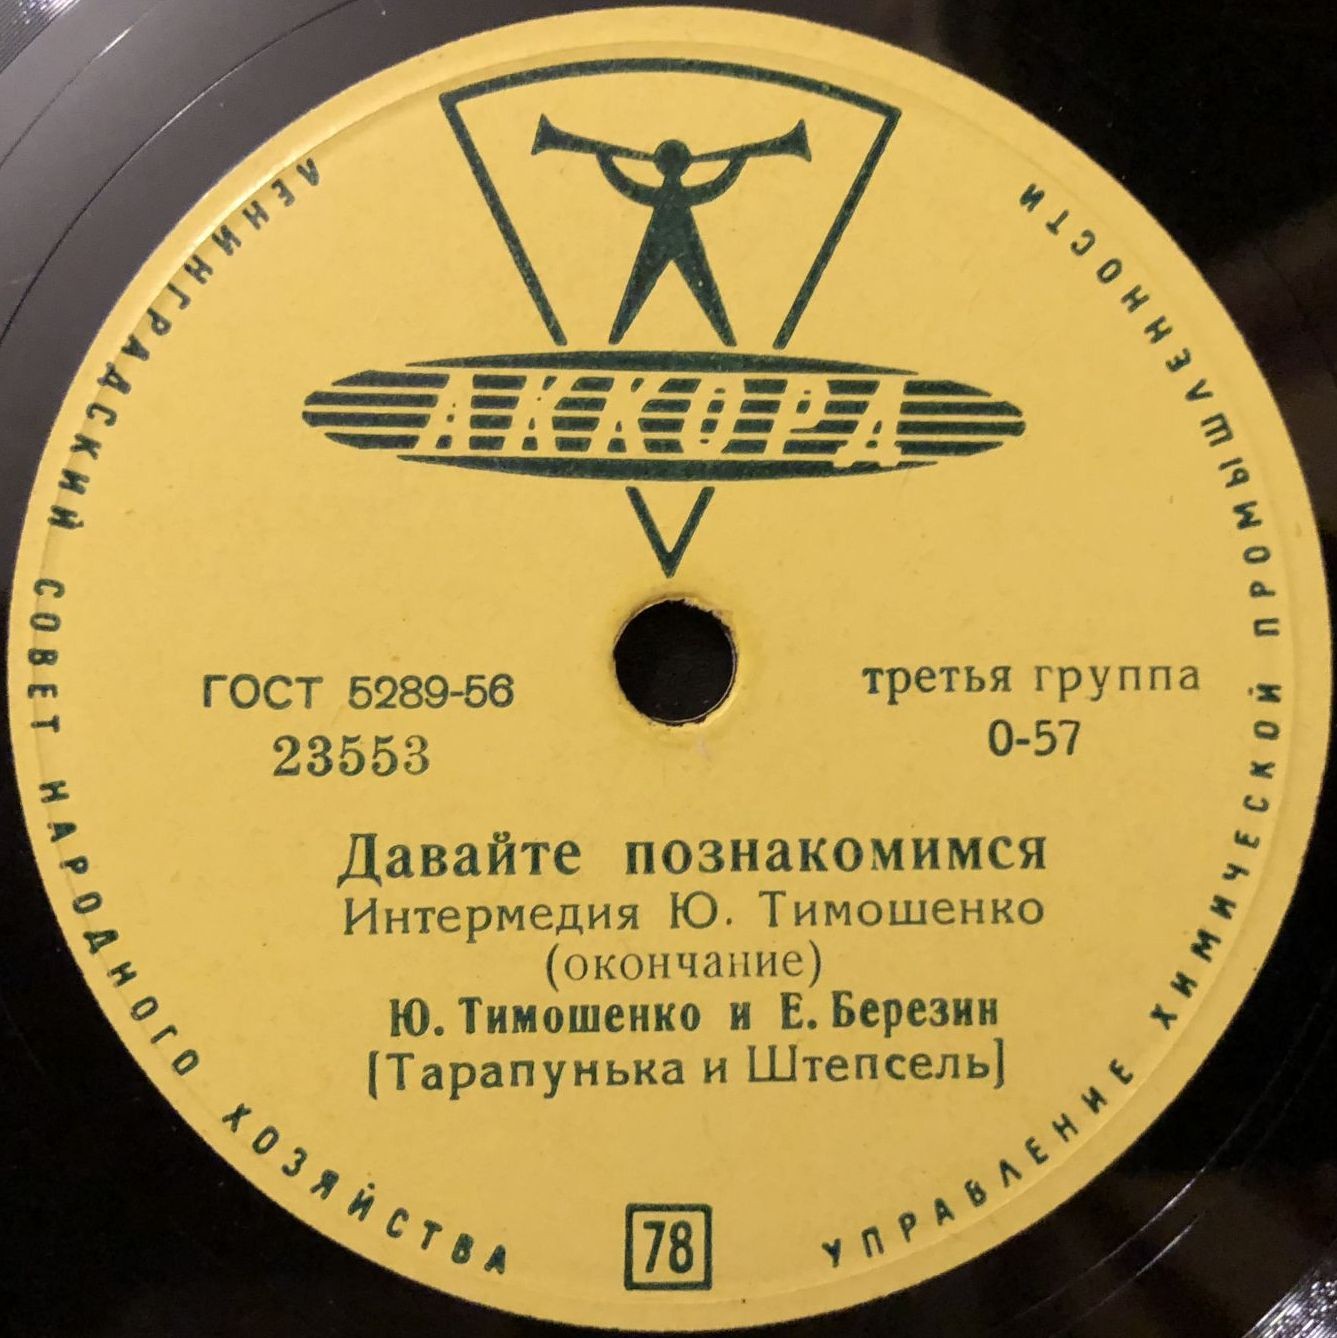 АККОРД
ЛЕНИНГРАДСКИЙ СОВЕТ НАРОДНОГО ХОЗЯЙСТВА
УПРАВЛЕНИЕ ХИМИЧЕСКОЙ ПРОМЫШЛЕННОСТИ
ГОСТ 5289-56
23553
третья группа
0-57
Давайте познакомимся
Интермедия Ю. Тимошенко
(окончание)
Ю. Тимошенко и Е. Березин
[Тарапунька и Штепсель]
78